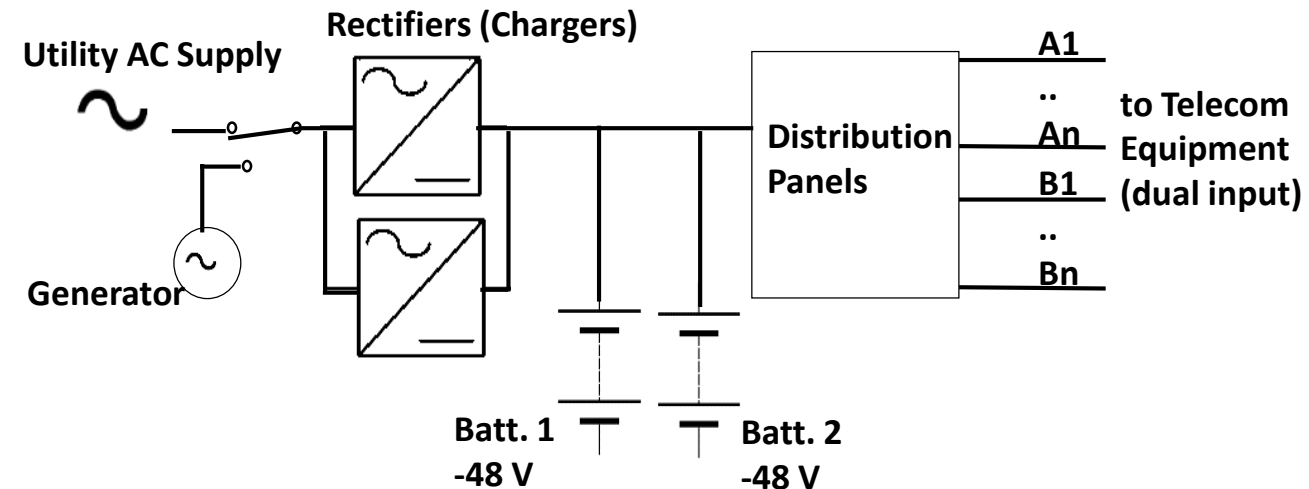 Rectifiers (Chargers)
Utility AC Supply
Generator
Batt. 1
-48 V
Batt. 2
-48 V
Distribution
Panels
A1
..
An
B1
..
Bn
to Telecom
Equipment
(dual input)